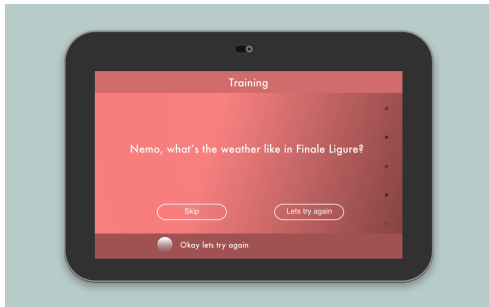 Training
Nemo, what's the weather like in Finale Ligure?
Skip
Lets try again
Okay lets try again